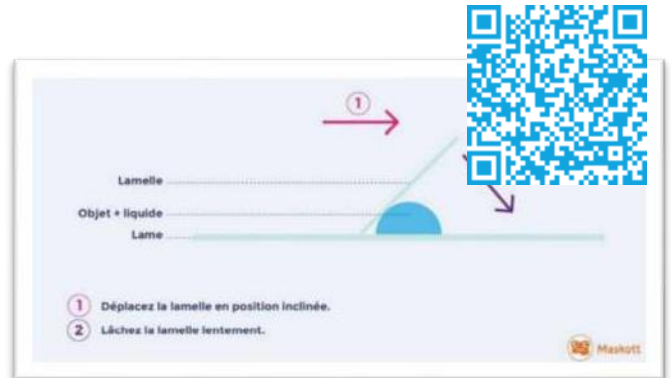 1
Lamelle
Objet + liquide
Lame
1 Déplacez la lamelle en position inclinée.
2 Lâchez la lamelle lentement.
Maskott